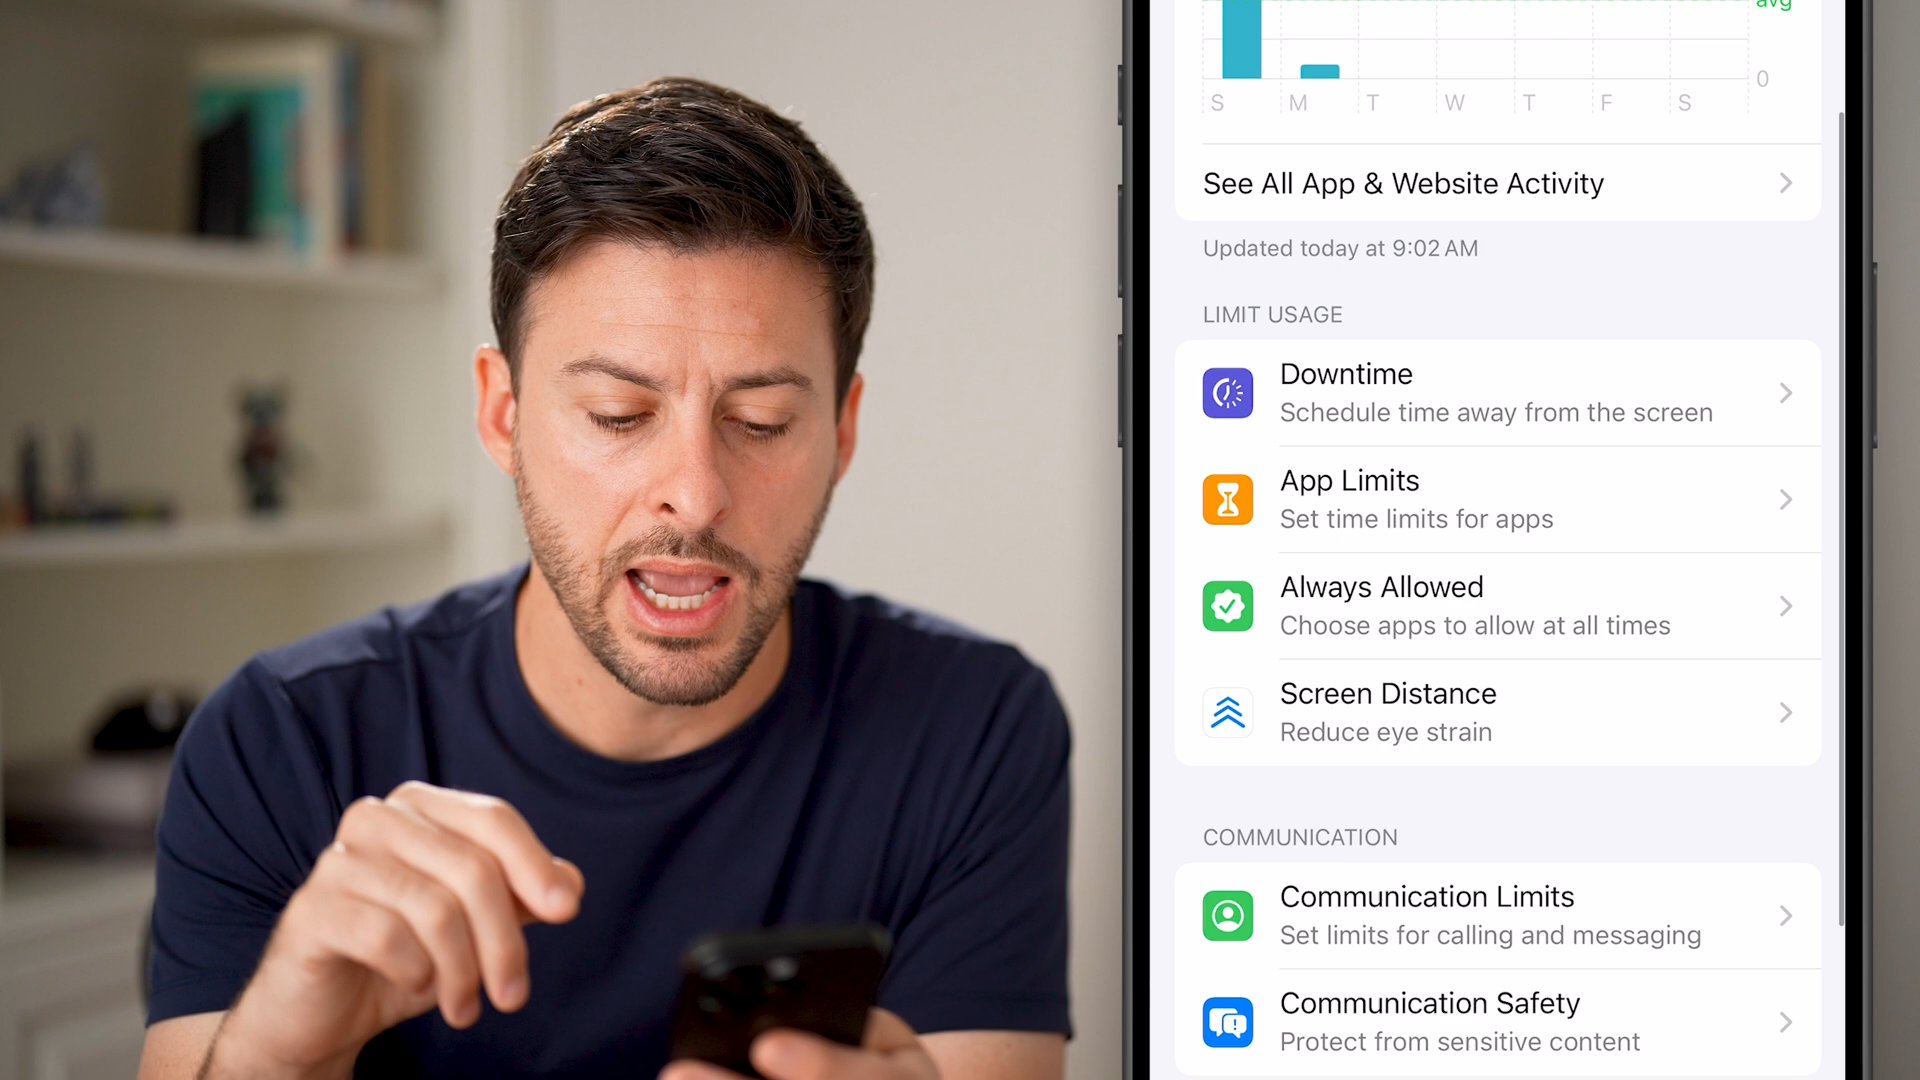 avg
0
S M T W T F S
See All App & Website Activity
Updated today at 9:02 AM
LIMIT USAGE
Downtime
Schedule time away from the screen
App Limits
Set time limits for apps
Always Allowed
Choose apps to allow at all times
Screen Distance
Reduce eye strain
COMMUNICATION
Communication Limits
Set limits for calling and messaging
Communication Safety
Protect from sensitive content